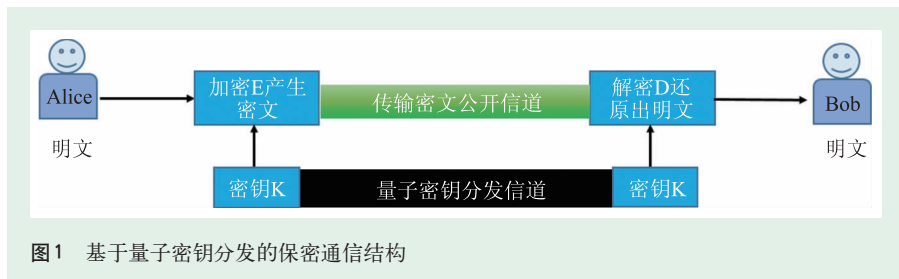 Alice
明文
加密E产生
密文
传输密文公开信道
解密D还
原出明文
Bob
明文
密钥K
量子密钥分发信道
密钥K
图1 基于量子密钥分发的保密通信结构